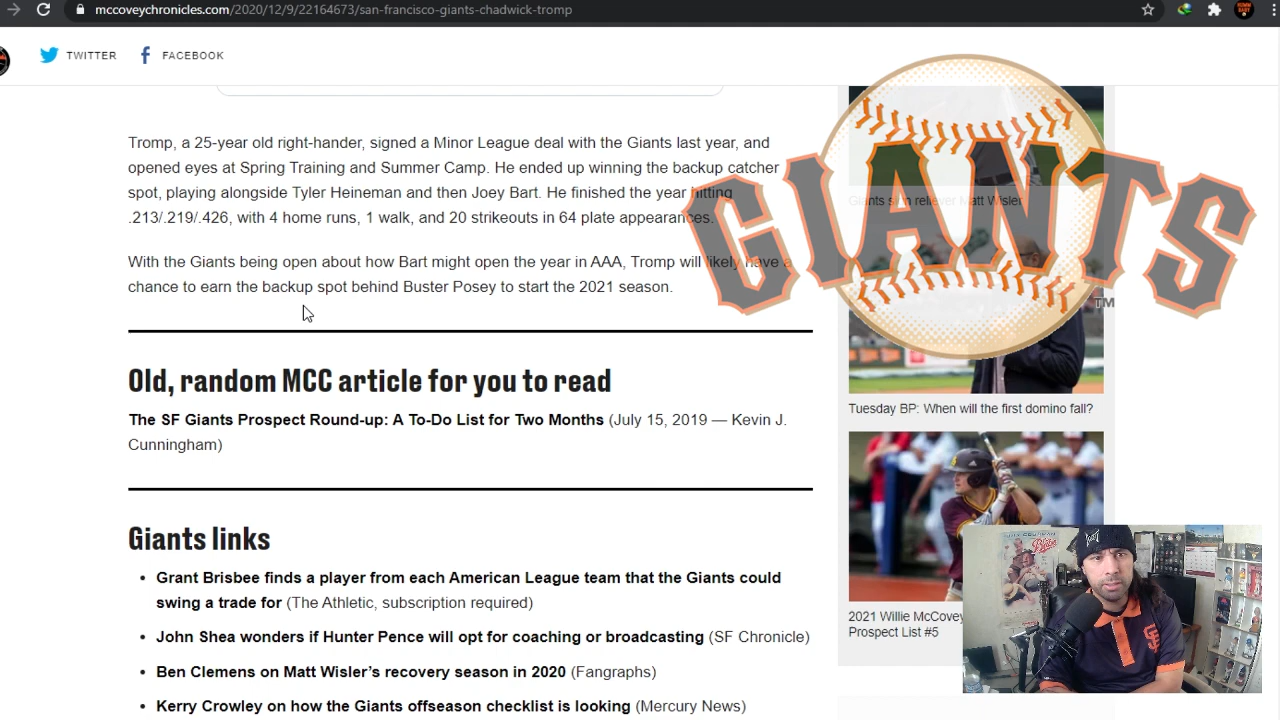 mccoveychronicles.com/2020/12/9/22164673/san-francisco-giants-chadwick-tromp
TWITTER
FACEBOOK
Tromp, a 25-year old right-hander, signed a Minor League deal with the Giants last year, and
opened eyes at Spring Training and Summer Camp. He ended up winning the backup catcher
spot, playing alongside Tyler Heineman and then Joey Bart. He finished the year hitting
.213/.219/.426, with 4 home runs, 1 walk, and 20 strikeouts in 64 plate appearances.
With the Giants being open about how Bart might open the year in AAA, Tromp will likely have a
chance to earn the backup spot behind Buster Posey to start the 2021 season.
Old, random MCC article for you to read
The SF Giants Prospect Round-up: A To-Do List for Two Months (July 15, 2019 — Kevin J.
Cunningham)
Giants links
• Grant Brisbee finds a player from each American League team that the Giants could
swing a trade for (The Athletic, subscription required)
• John Shea wonders if Hunter Pence will opt for coaching or broadcasting (SF Chronicle)
• Ben Clemens on Matt Wisler’s recovery season in 2020 (Fangraphs)
• Kerry Crowley on how the Giants offseason checklist is looking (Mercury News)
GIANTS
TM
Giants sign reliever Matt Wisler
Tuesday BP: When will the first domino fall?
2021 Willie McCovey
Prospect List #5
SF